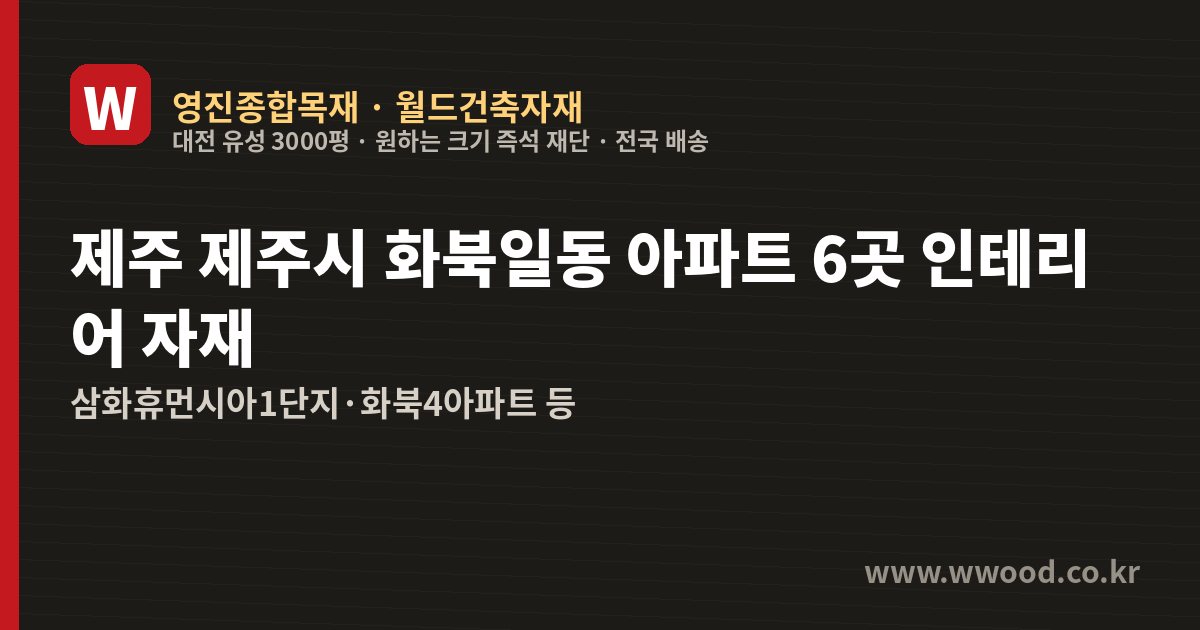 W
영진종합목재 · 월드건축자재
대전 유성 3000평 · 원하는 크기 즉석 재단 · 전국 배송
제주 제주시 화북일동 아파트 6곳 인테리
어 자재
삼화휴먼시아1단지·화북4아파트 등
www.wwood.co.kr